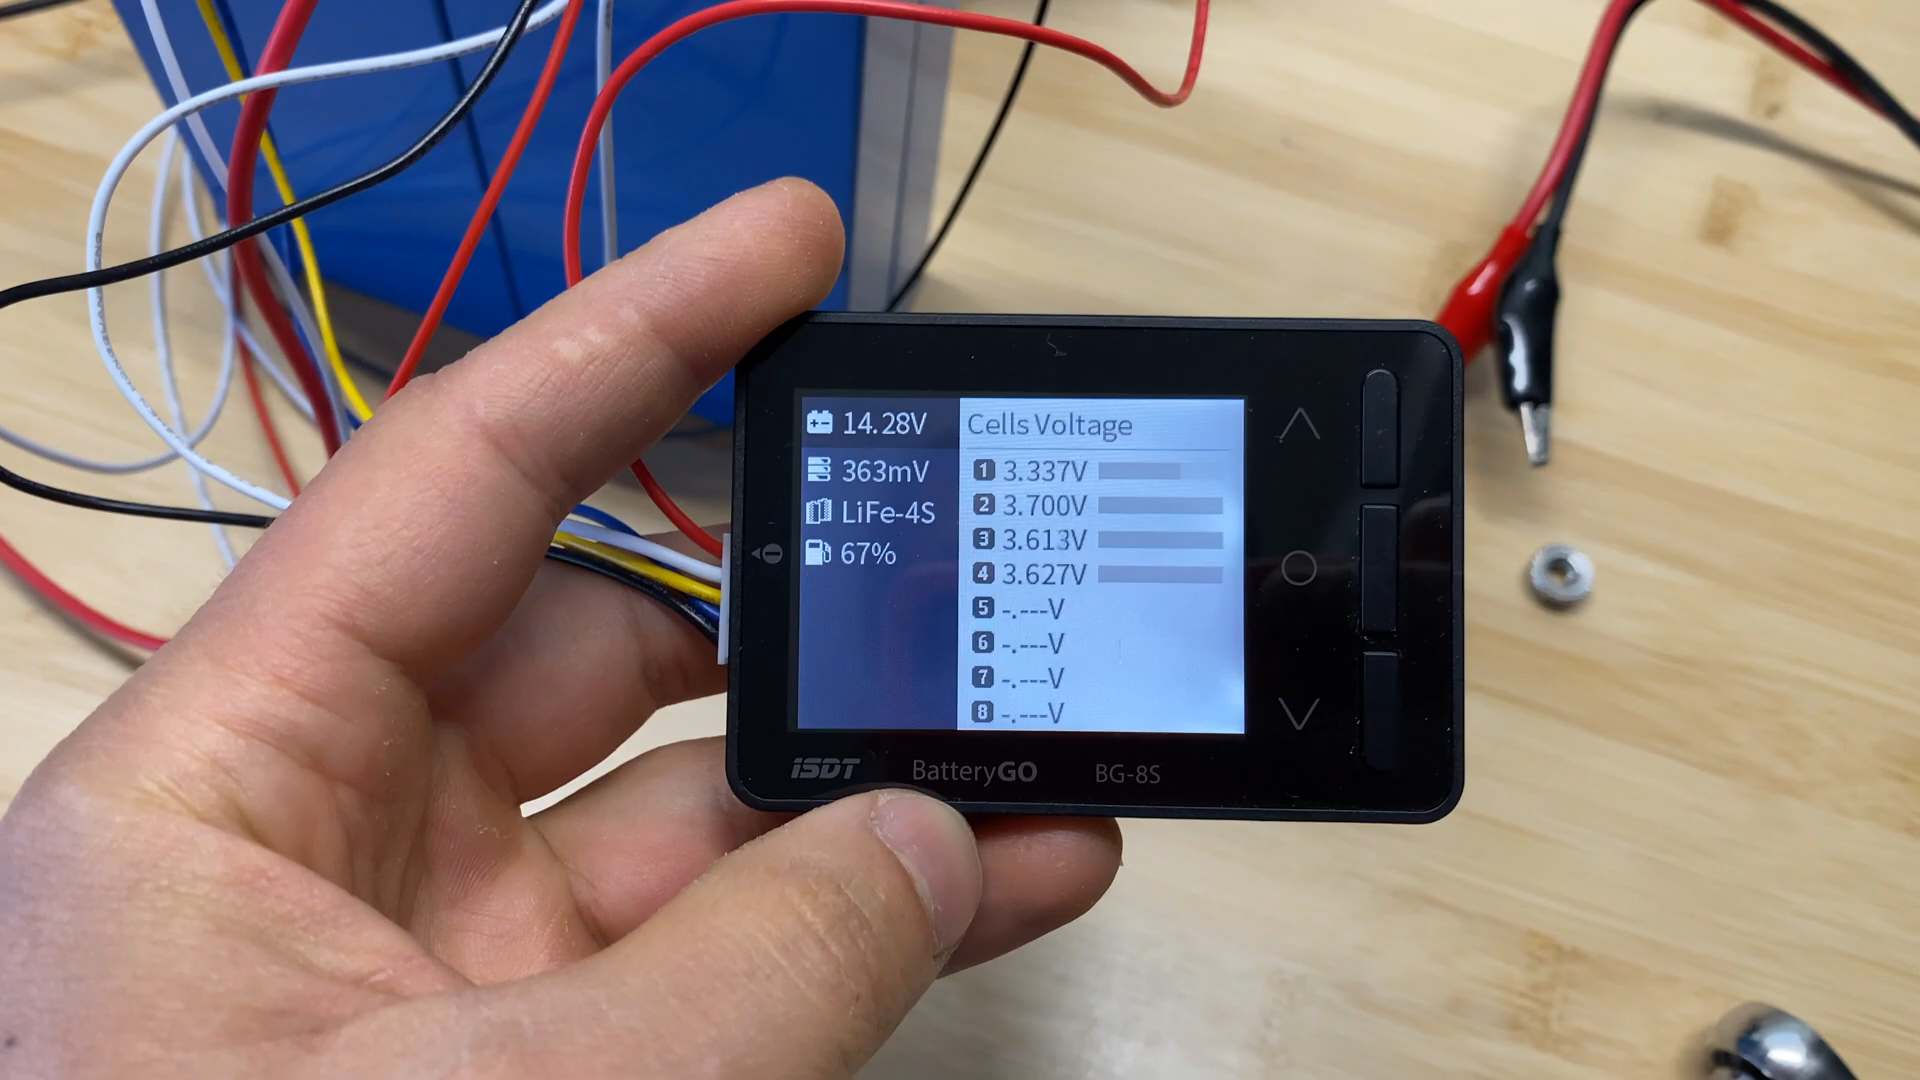 14.28V
363mV
LiFe-4S
67%
Cells Voltage
1 3.337V
2 3.700V
3 3.613V
4 3.627V
5 -.---V
6 -.---V
7 -.---V
8 -.---V
ISDT BatteryGO BG-8S